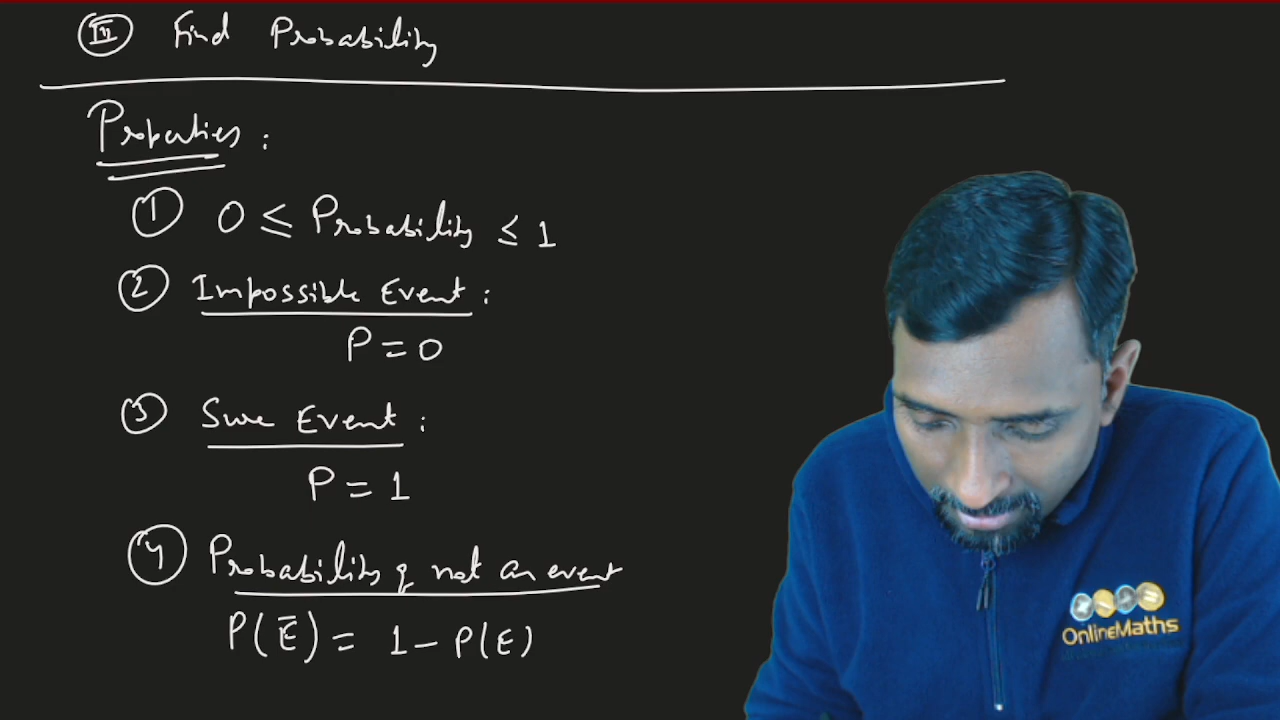 III Find Probability
Properties :
1 0 ≤ Probability ≤ 1
2 Impossible Event :
P = 0
3 Sure Event :
P = 1
4 Probability of not an event
P(Ē) = 1 - P(E)
OnlineMaths